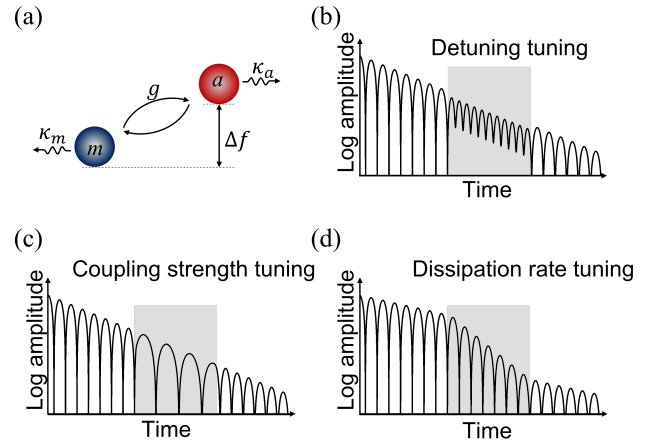 (a)
κₐ
a
g
κₘ
m
Δf
(b)
Detuning tuning
Log amplitude
Time
(c)
Coupling strength tuning
Log amplitude
Time
(d)
Dissipation rate tuning
Log amplitude
Time